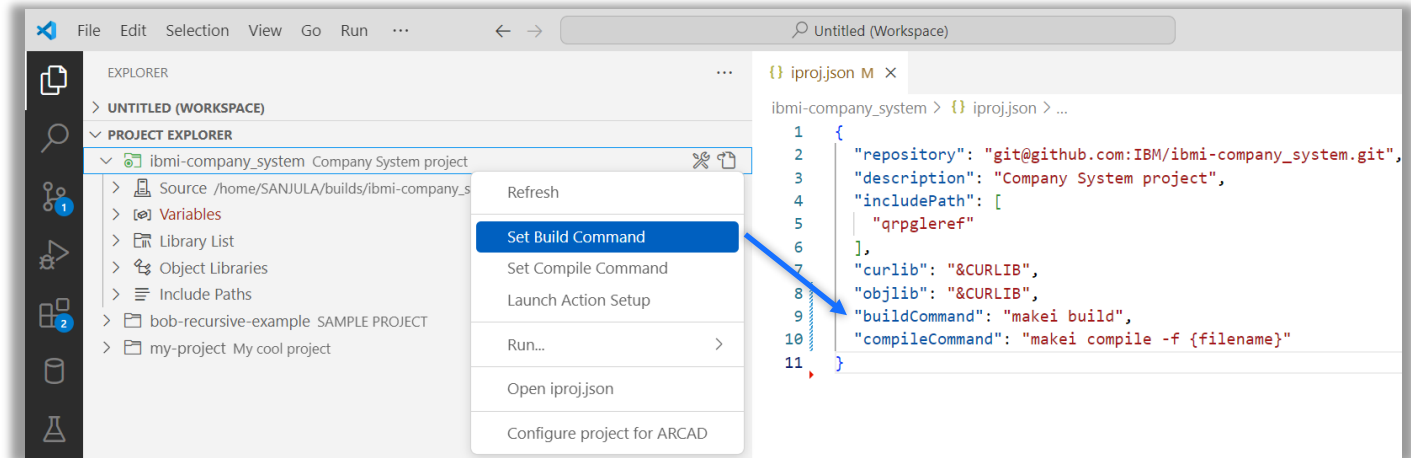 File Edit Selection View Go Run ···
Untitled (Workspace)
EXPLORER
···
UNTITLED (WORKSPACE)
PROJECT EXPLORER
ibmi-company_system Company System project
Source /home/SANJULA/builds/ibmi-company_s
Variables
Library List
Object Libraries
Include Paths
bob-recursive-example SAMPLE PROJECT
my-project My cool project
1
2
Refresh
Set Build Command
Set Compile Command
Launch Action Setup
Run...
Open iproj.json
Configure project for ARCAD
{} iproj.json M
ibmi-company_system > {} iproj.json > ...
1 {
2 "repository": "git@github.com:IBM/ibmi-company_system.git",
3 "description": "Company System project",
4 "includePath": [
5 "qrpgleref"
6 ],
7 "curlib": "&CURLIB",
8 "objlib": "&CURLIB",
9 "buildCommand": "makei build",
10 "compileCommand": "makei compile -f {filename}"
11 }